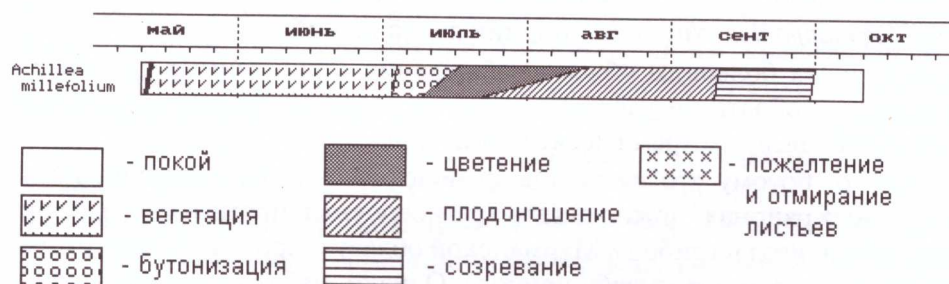 май июнь июль авг сент окт
Achillea
millefolium
- покой
- цветение
- пожелтение
и отмирание
листьев
- вегетация
- плодоношение
- бутонизация
- созревание